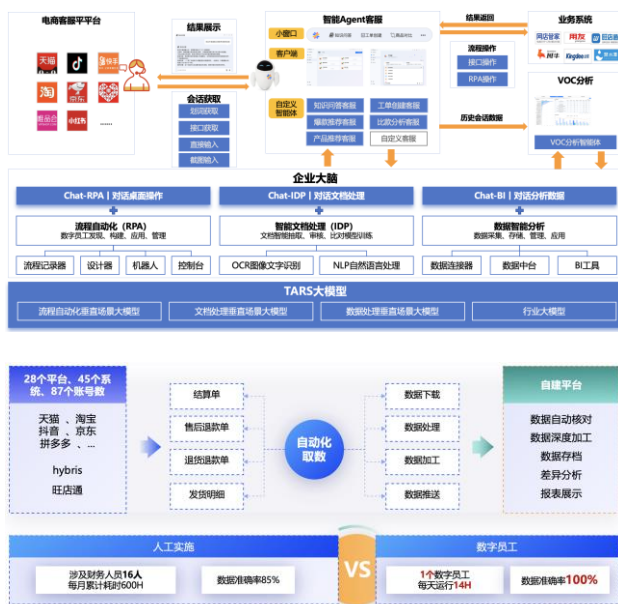 电商客服平平台
天猫
快手
淘
京东
唯品会
小红书
......
结果展示
会话获取
划词获取
接口获取
直接输入
截图输入
智能Agent客服
小窗口
客户端
自定义
智能体
知识问答客服
工单创建客服
爆款推荐客服
比款分析客服
产品推荐客服
自定义客服
结果返回
流程操作
接口操作
RPA操作
历史会话数据
业务系统
网店管家
用友
旺店通
Kingdee
VOC分析
VOC分析智能体
企业大脑
Chat-RPA | 对话桌面操作
Chat-IDP | 对话文档处理
Chat-BI | 对话分析数据
流程自动化（RPA）
数字员工发现、构建、应用、管理
智能文档处理（IDP）
文档智能抽取、审核、比对模型训练
数据智能分析
数据采集、存储、管理、应用
流程记录器
设计器
机器人
控制台
OCR图像文字识别
NLP自然语言处理
数据连接器
数据中台
BI工具
TARS大模型
流程自动化垂直场景大模型
文档处理垂直场景大模型
数据处理垂直场景大模型
行业大模型
28个平台、45个系
统、87个账号数
天猫 、淘宝
抖音 、京东
拼多多 、...
hybris
旺店通
结算单
售后退款单
退货退款单
发货明细
自动化
取数
数据下载
数据处理
数据加工
数据推送
自建平台
数据自动核对
数据深度加工
数据存档
差异分析
报表展示
人工实施
涉及财务人员16人
每月累计耗时600H
数据准确率85%
VS
数字员工
1个数字员工
每天运行14H
数据准确率100%